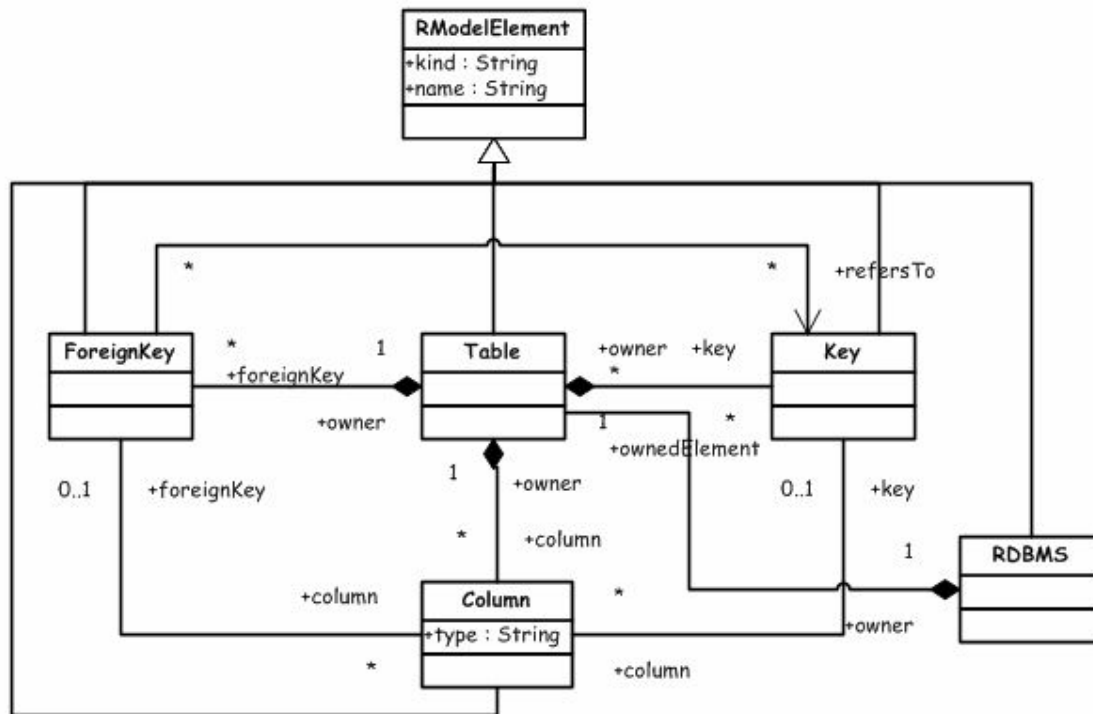 RModelElement
+kind : String
+name : String
*
*
+refersTo
ForeignKey
*
+foreignKey
1
+owner
Table
+owner
+key
*
*
Key
1
+ownedElement
0..1
+foreignKey
1
+owner
0..1
+key
*
+column
1
RDBMS
+column
*
Column
+type : String
*
+column
+owner